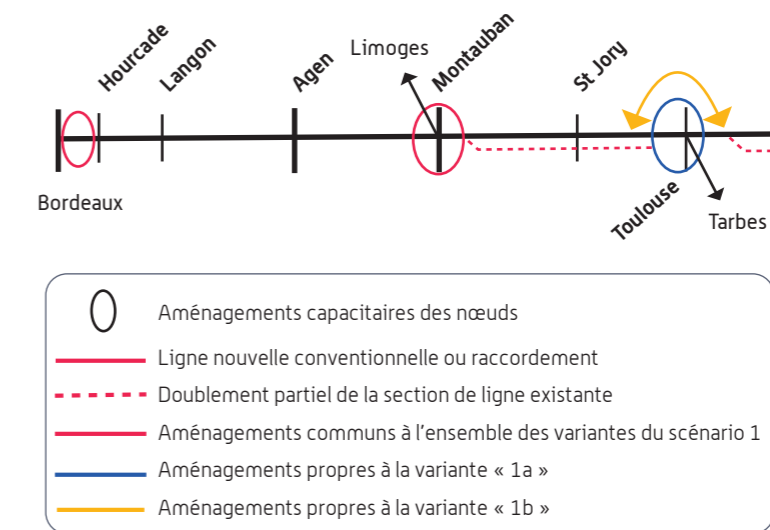 Hourcade
Langon
Agen
Limoges
Montauban
St Jory
Bordeaux
Toulouse
Tarbes
Aménagements capacitaires des nœuds
Ligne nouvelle conventionnelle ou raccordement
Doublement partiel de la section de ligne existante
Aménagements communs à l'ensemble des variantes du scénario 1
Aménagements propres à la variante « 1a »
Aménagements propres à la variante « 1b »